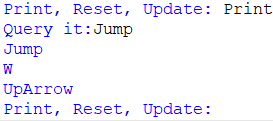 Print, Reset, Update: Print
Query it:Jump
Jump
W
UpArrow
Print, Reset, Update: